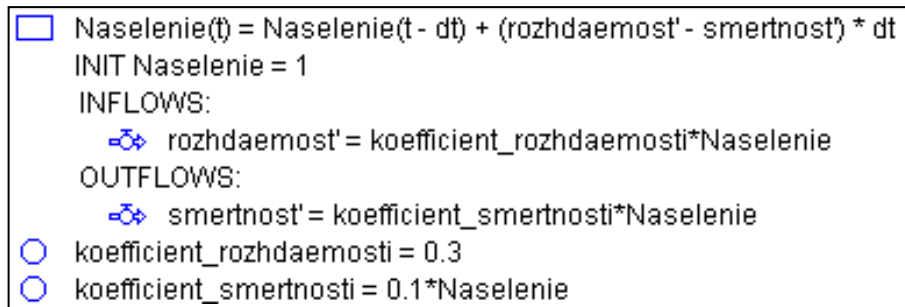 Naselenie(t) = Naselenie(t - dt) + (rozhdaemost' - smertnost') * dt
INIT Naselenie = 1
INFLOWS:
rozhdaemost' = koefficient_rozhdaemosti*Naselenie
OUTFLOWS:
smertnost' = koefficient_smertnosti*Naselenie
koefficient_rozhdaemosti = 0.3
koefficient_smertnosti = 0.1*Naselenie